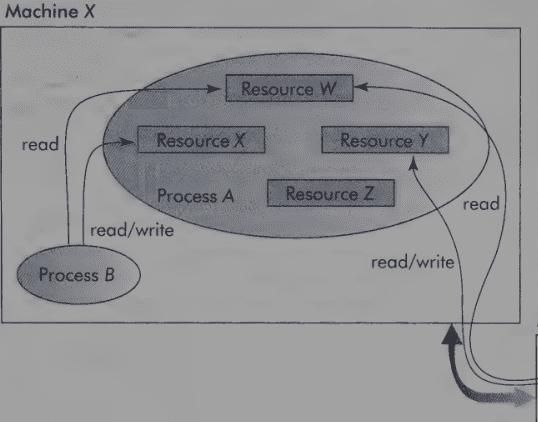 Machine X
Resource W
read
Resource X
Resource Y
Process A
Resource Z
read
read/write
read/write
Process B